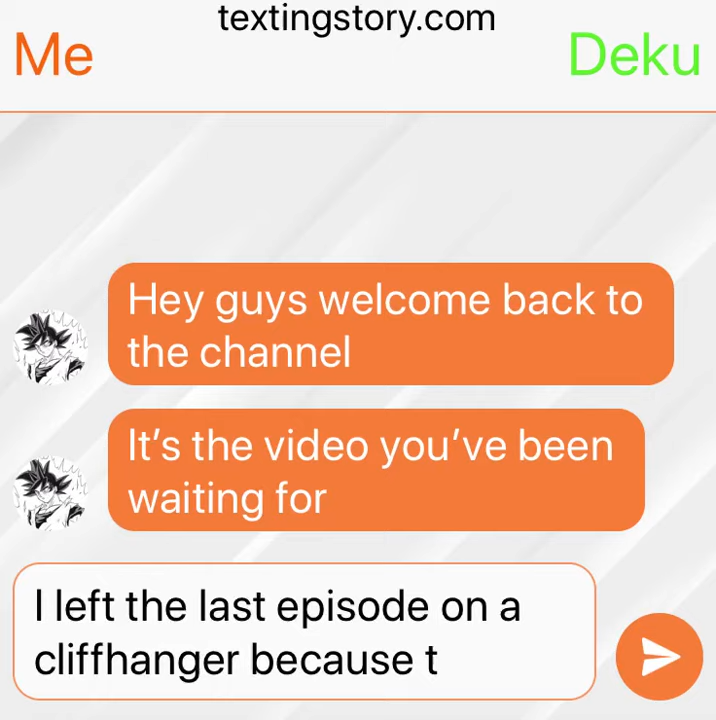 textingstory.com
Me
Deku
Hey guys welcome back to
the channel
It’s the video you’ve been
waiting for
I left the last episode on a
cliffhanger because t